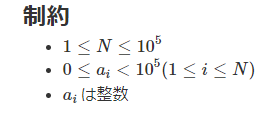 制約
• 1 ≤ N ≤ 10^5
• 0 ≤ a_i < 10^5(1 ≤ i ≤ N)
• a_i は整数